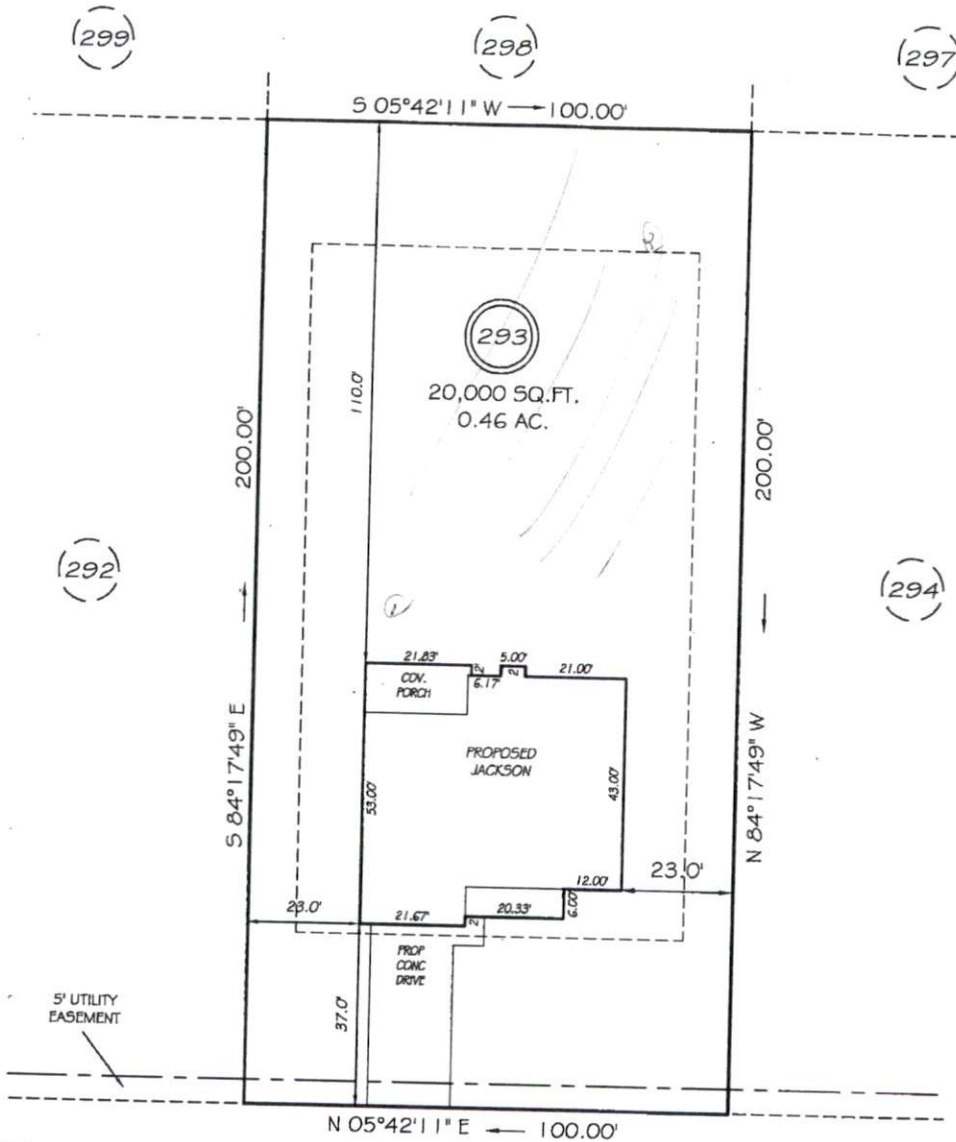 299
298
297
S 05°42'11" W 100.00'
293
20,000 SQ.FT.
0.46 AC.
110.0'
200.00'
200.00'
292
294
21.83'
2'
6.17'
5.00'
2'
21.00'
COV.
PORCH
PROPOSED
JACKSON
S 84°17'49" E
53.00'
43.00'
N 84°17'49" W
23.0'
12.00'
6.00'
23.0'
21.67'
2'
20.33'
PROP
CONC
DRIVE
37.0'
5' UTILITY
EASEMENT
N 05°42'11" E 100.00'